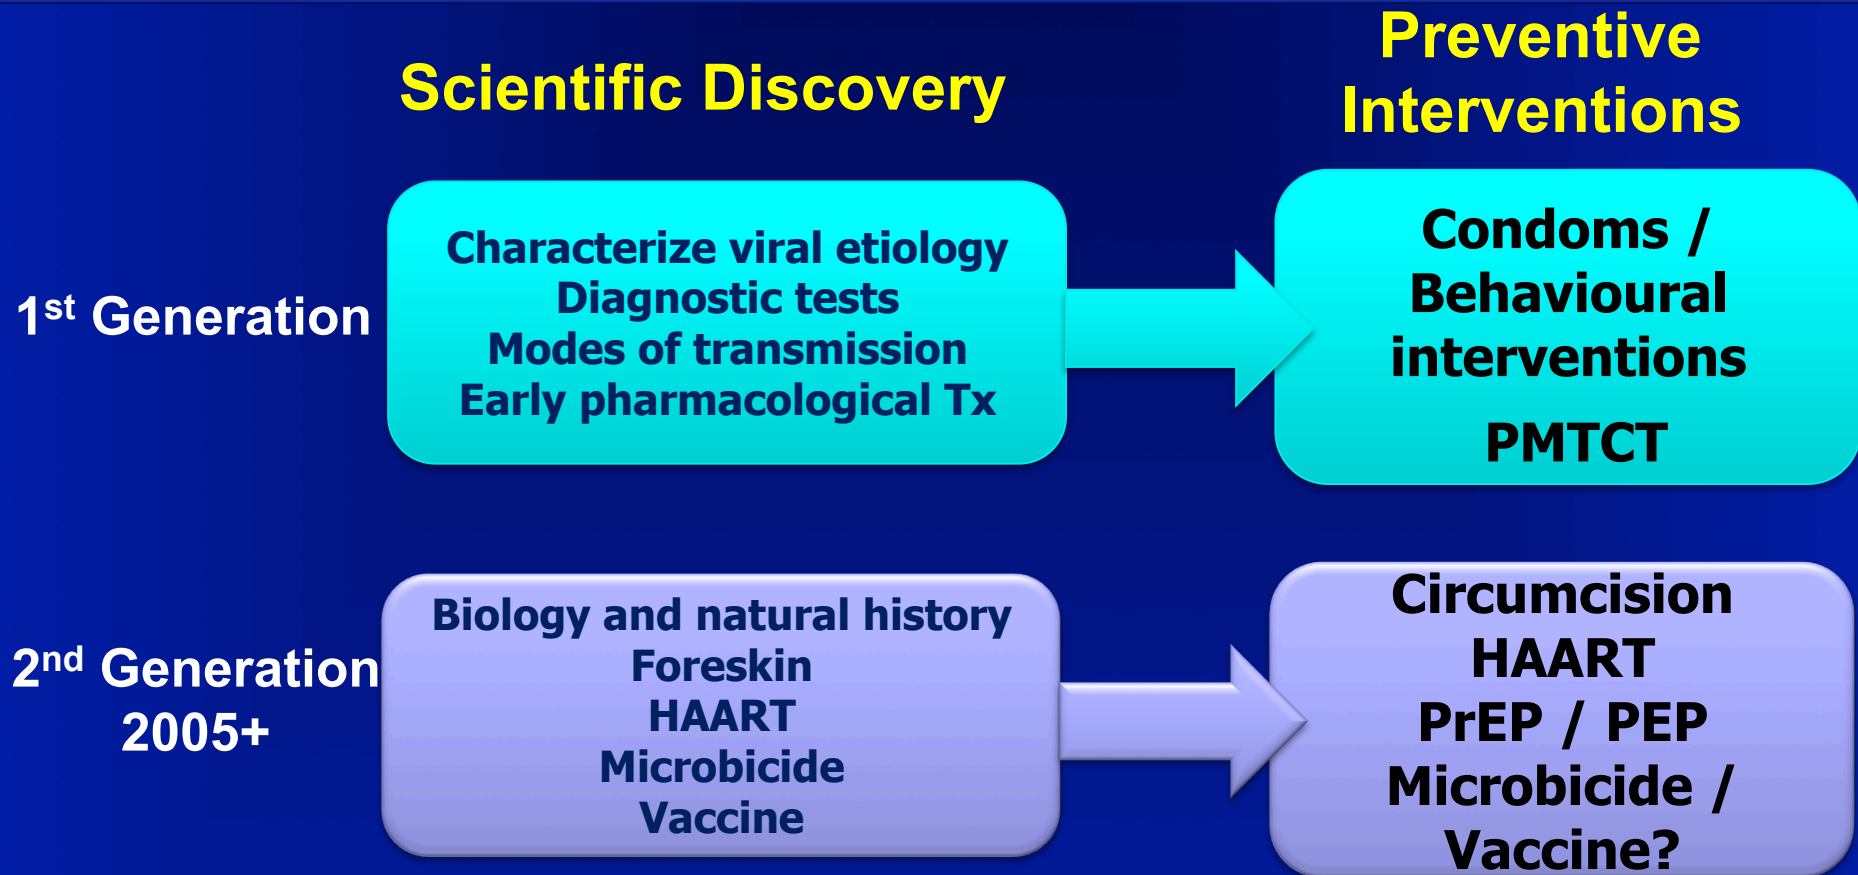 Scientific Discovery
Preventive
Interventions
1st Generation
Characterize viral etiology
Diagnostic tests
Modes of transmission
Early pharmacological Tx
Condoms /
Behavioural
interventions
PMTCT
2nd Generation
2005+
Biology and natural history
Foreskin
HAART
Microbicide
Vaccine
Circumcision
HAART
PrEP / PEP
Microbicide /
Vaccine?